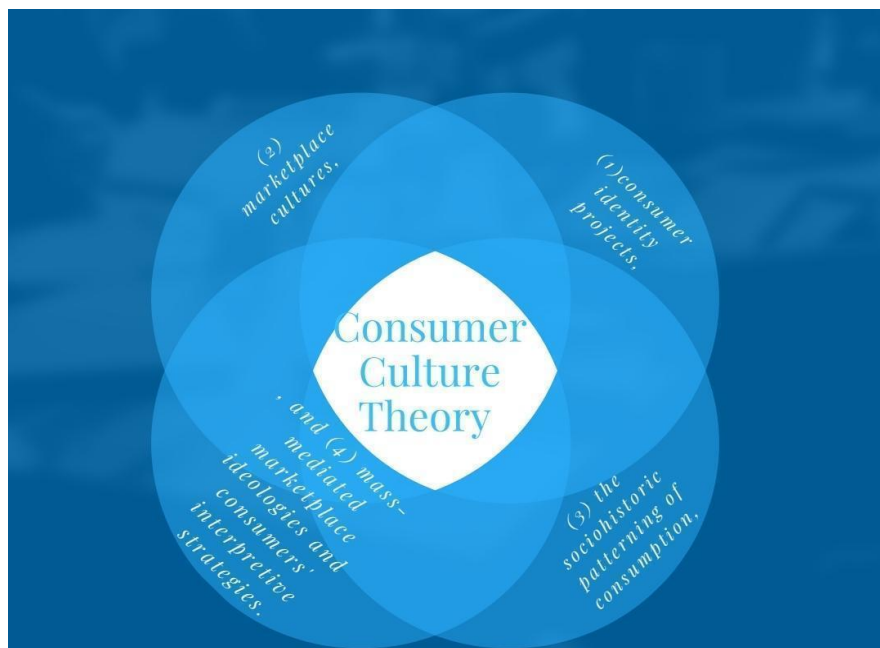 (2)
marketplace
cultures,
(1)consumer
identity
projects,
Consumer
Culture
Theory
, and (4) mass-
mediated
marketplace
ideologies and
consumers'
interpretive
strategies.
(3) the
sociohistoric
patterning of
consumption,